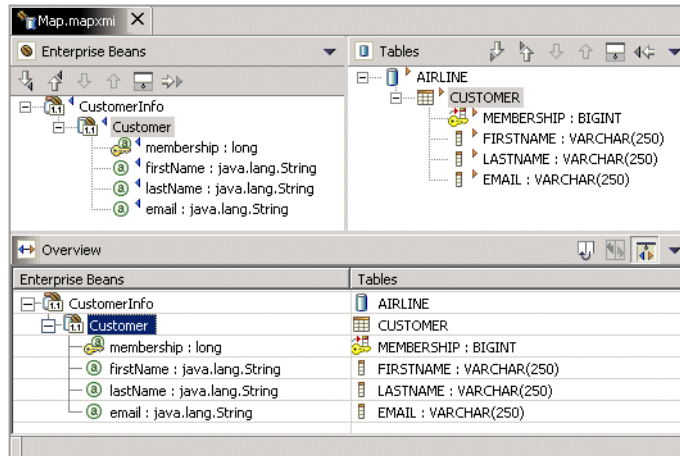 Map.mapxmi
Enterprise Beans
Tables
CustomerInfo
Customer
membership : long
firstName : java.lang.String
lastName : java.lang.String
email : java.lang.String
AIRLINE
CUSTOMER
MEMBERSHIP : BIGINT
FIRSTNAME : VARCHAR(250)
LASTNAME : VARCHAR(250)
EMAIL : VARCHAR(250)
Overview
Enterprise Beans Tables
CustomerInfo AIRLINE
Customer CUSTOMER
membership : long MEMBERSHIP : BIGINT
firstName : java.lang.String FIRSTNAME : VARCHAR(250)
lastName : java.lang.String LASTNAME : VARCHAR(250)
email : java.lang.String EMAIL : VARCHAR(250)